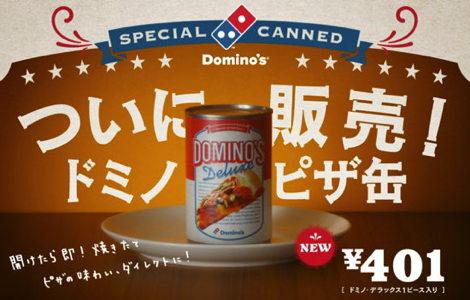 SPECIAL CANNED
Domino's®
ついに販売!
ドミノ ピザ缶
DOMINO'S
Deluxe
Domino's
開けたら即!焼きたて
ピザの味わい、ダイレクトに!
NEW
¥401
[ ドミノ・デラックス1ピース入り ]